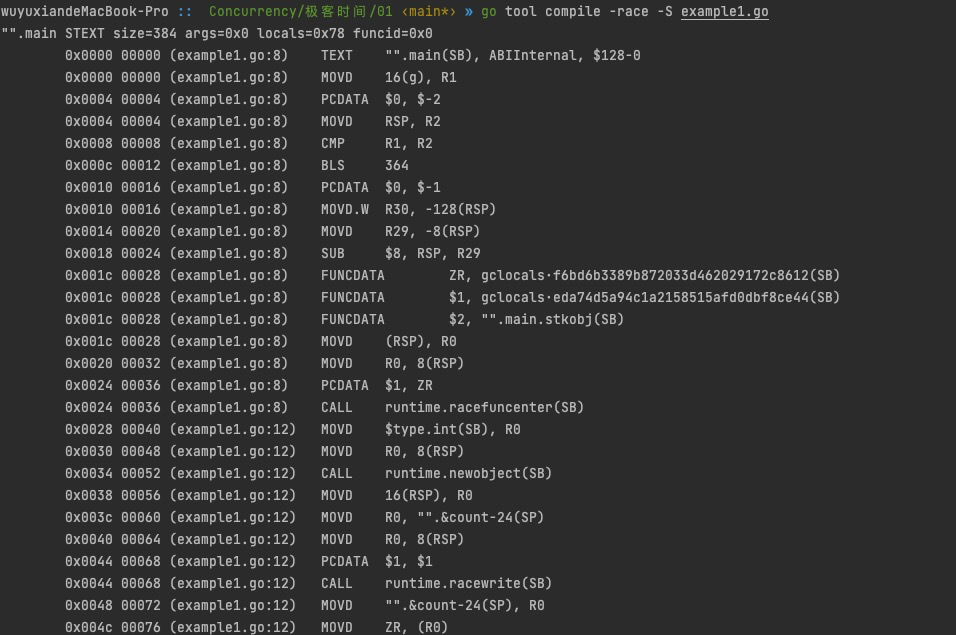 wuyuxiandeMacBook-Pro :: Concurrency/极客时间/01 ‹main*› » go tool compile -race -S example1.go
"".main STEXT size=384 args=0x0 locals=0x78 funcid=0x0
0x0000 00000 (example1.go:8) TEXT "".main(SB), ABIInternal, $128-0
0x0000 00000 (example1.go:8) MOVD 16(g), R1
0x0004 00004 (example1.go:8) PCDATA $0, $-2
0x0004 00004 (example1.go:8) MOVD RSP, R2
0x0008 00008 (example1.go:8) CMP R1, R2
0x000c 00012 (example1.go:8) BLS 364
0x0010 00016 (example1.go:8) PCDATA $0, $-1
0x0010 00016 (example1.go:8) MOVD.W R30, -128(RSP)
0x0014 00020 (example1.go:8) MOVD R29, -8(RSP)
0x0018 00024 (example1.go:8) SUB $8, RSP, R29
0x001c 00028 (example1.go:8) FUNCDATA ZR, gclocals·f6bd6b3389b872033d462029172c8612(SB)
0x001c 00028 (example1.go:8) FUNCDATA $1, gclocals·eda74d5a94c1a2158515afd0dbf8ce44(SB)
0x001c 00028 (example1.go:8) FUNCDATA $2, "".main.stkobj(SB)
0x001c 00028 (example1.go:8) MOVD (RSP), R0
0x0020 00032 (example1.go:8) MOVD R0, 8(RSP)
0x0024 00036 (example1.go:8) PCDATA $1, ZR
0x0024 00036 (example1.go:8) CALL runtime.racefuncenter(SB)
0x0028 00040 (example1.go:12) MOVD $type.int(SB), R0
0x0030 00048 (example1.go:12) MOVD R0, 8(RSP)
0x0034 00052 (example1.go:12) CALL runtime.newobject(SB)
0x0038 00056 (example1.go:12) MOVD 16(RSP), R0
0x003c 00060 (example1.go:12) MOVD R0, "".&count-24(SP)
0x0040 00064 (example1.go:12) MOVD R0, 8(RSP)
0x0044 00068 (example1.go:12) PCDATA $1, $1
0x0044 00068 (example1.go:12) CALL runtime.racewrite(SB)
0x0048 00072 (example1.go:12) MOVD "".&count-24(SP), R0
0x004c 00076 (example1.go:12) MOVD ZR, (R0)